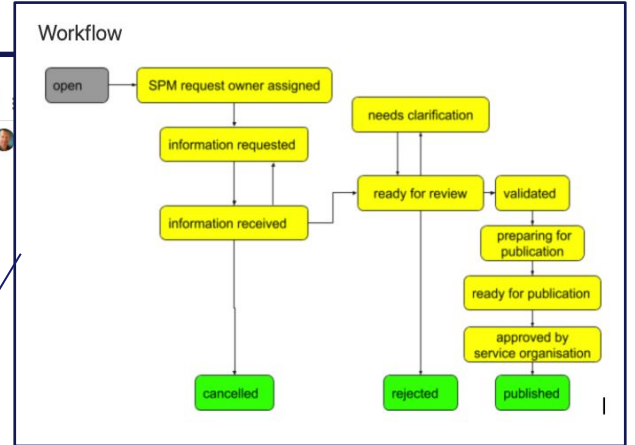 Workflow
open
SPM request owner assigned
information requested
information received
needs clarification
ready for review
validated
preparing for
publication
ready for publication
approved by
service organisation
cancelled
rejected
published